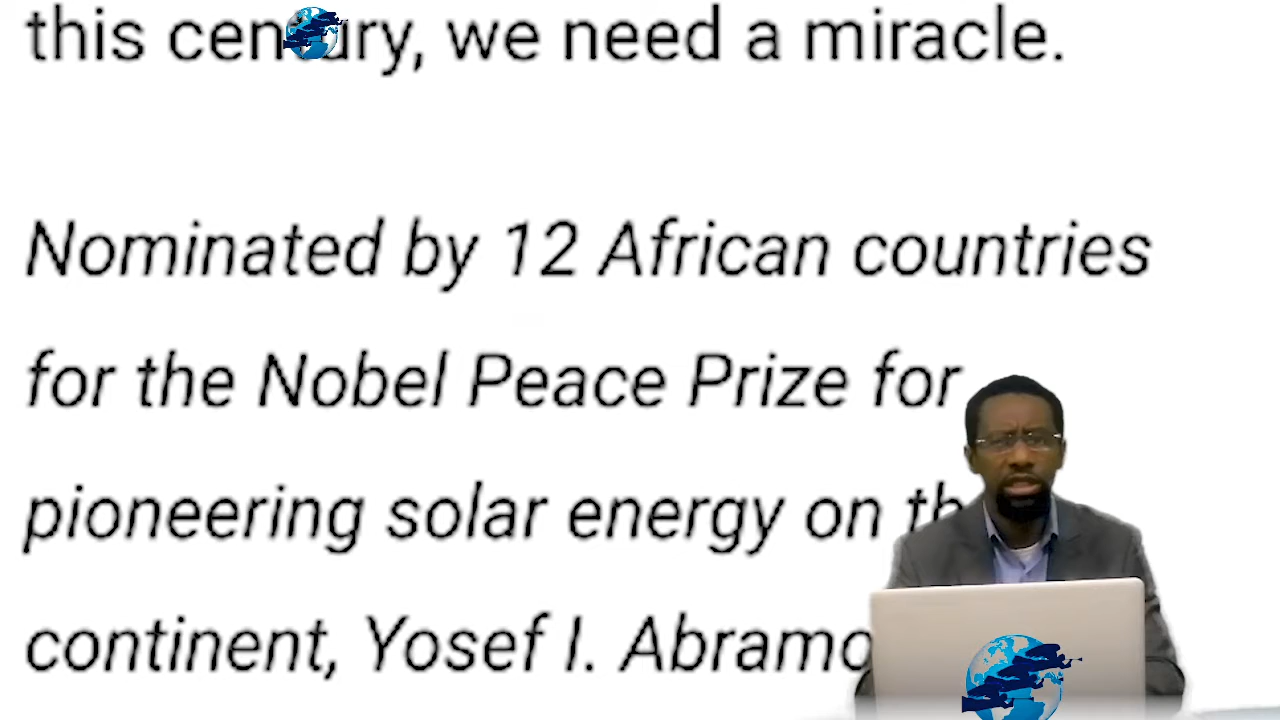 this century, we need a miracle.
Nominated by 12 African countries
for the Nobel Peace Prize for
pioneering solar energy on th
continent, Yosef I. Abramo